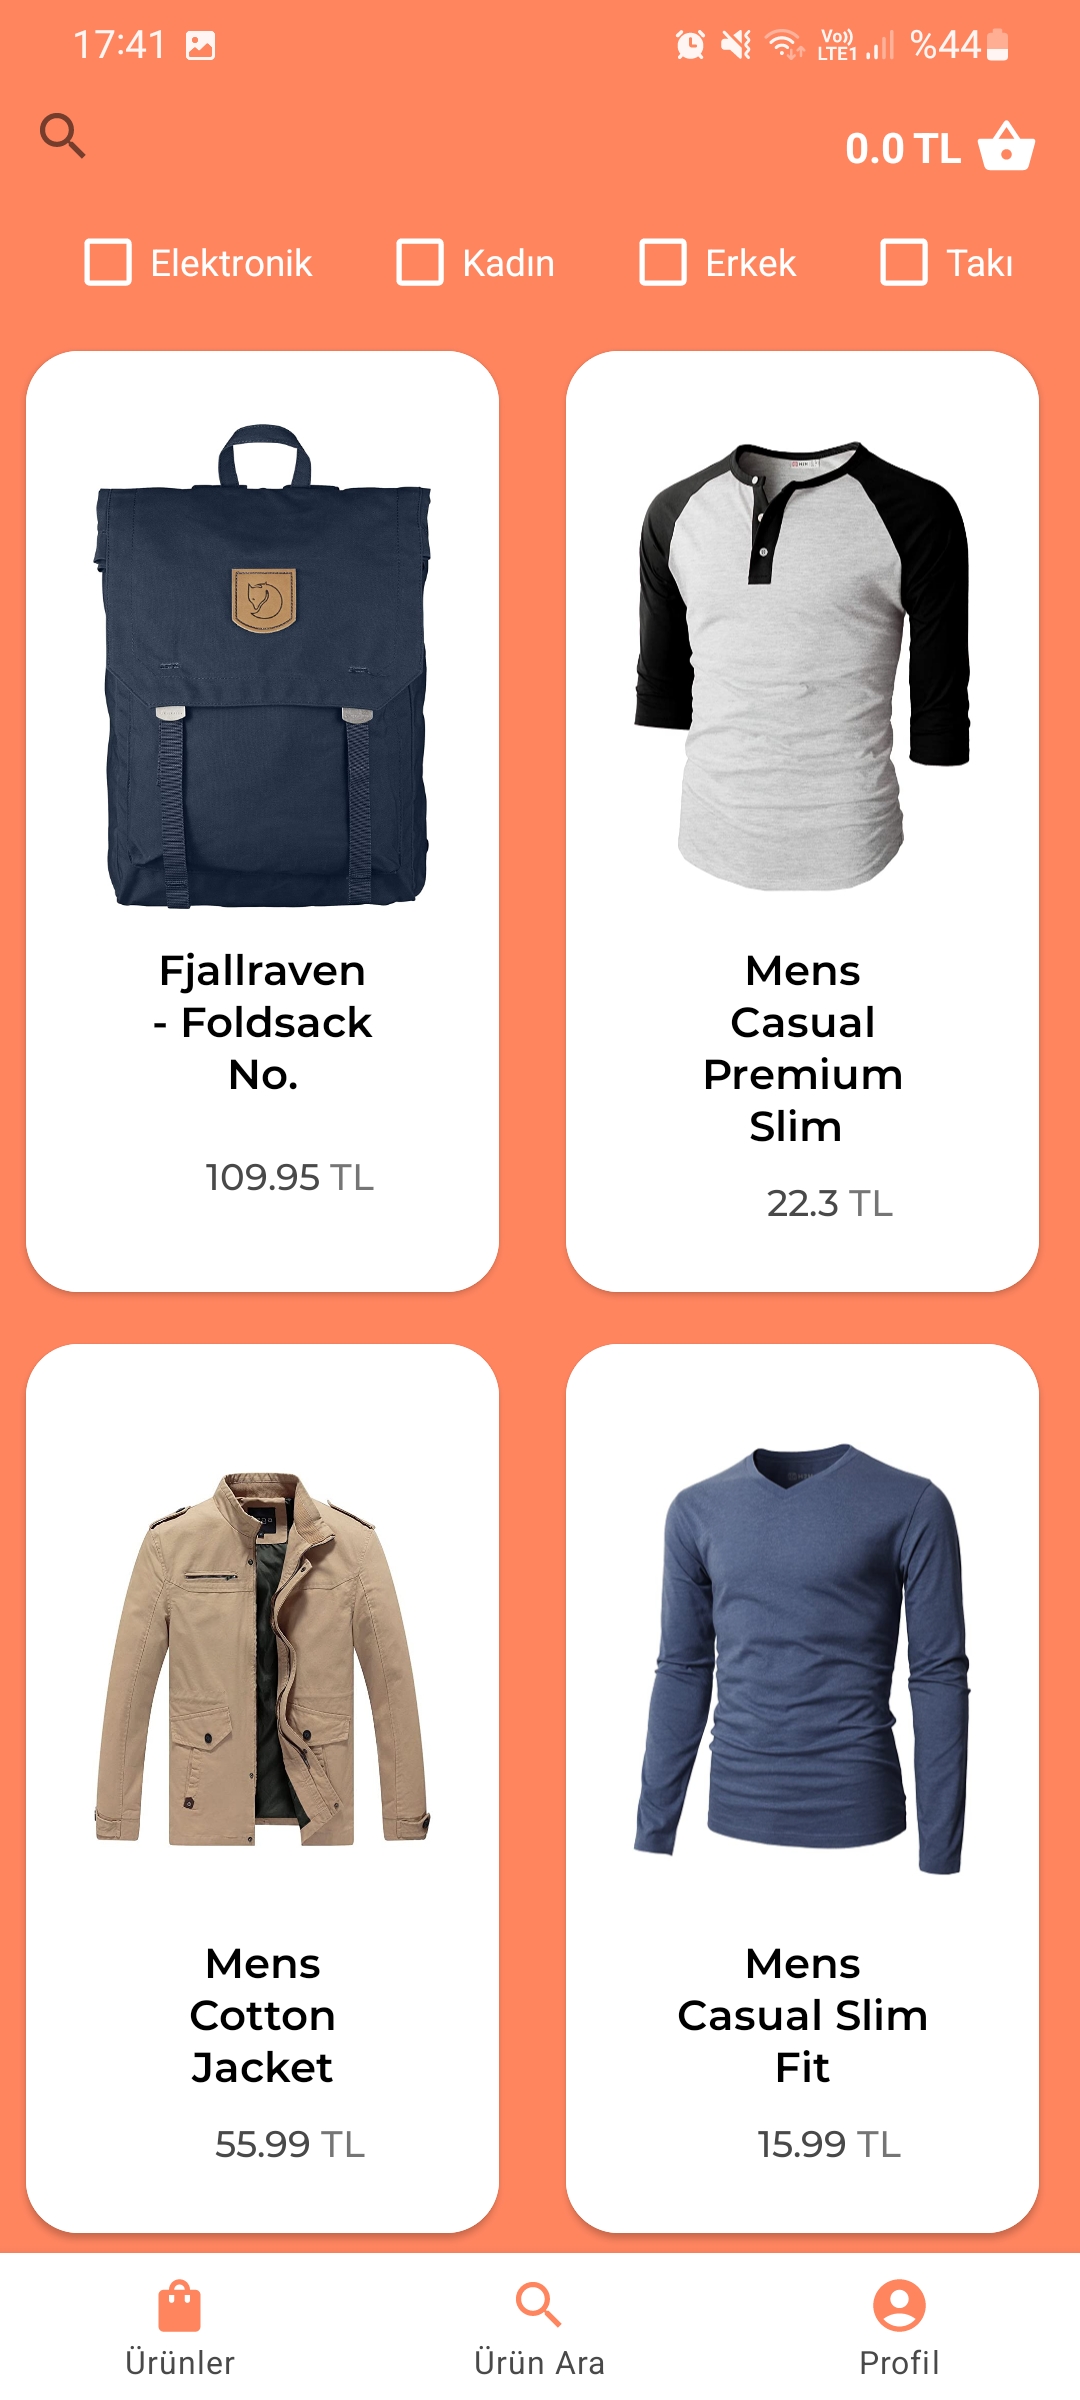 17:41
Vo)) LTE1 %44
0.0 TL
Elektronik Kadın Erkek Takı
Fjallraven
- Foldsack
No.
109.95 TL
Mens
Casual
Premium
Slim
22.3 TL
Mens
Cotton
Jacket
55.99 TL
Mens
Casual Slim
Fit
15.99 TL
Ürünler Ürün Ara Profil